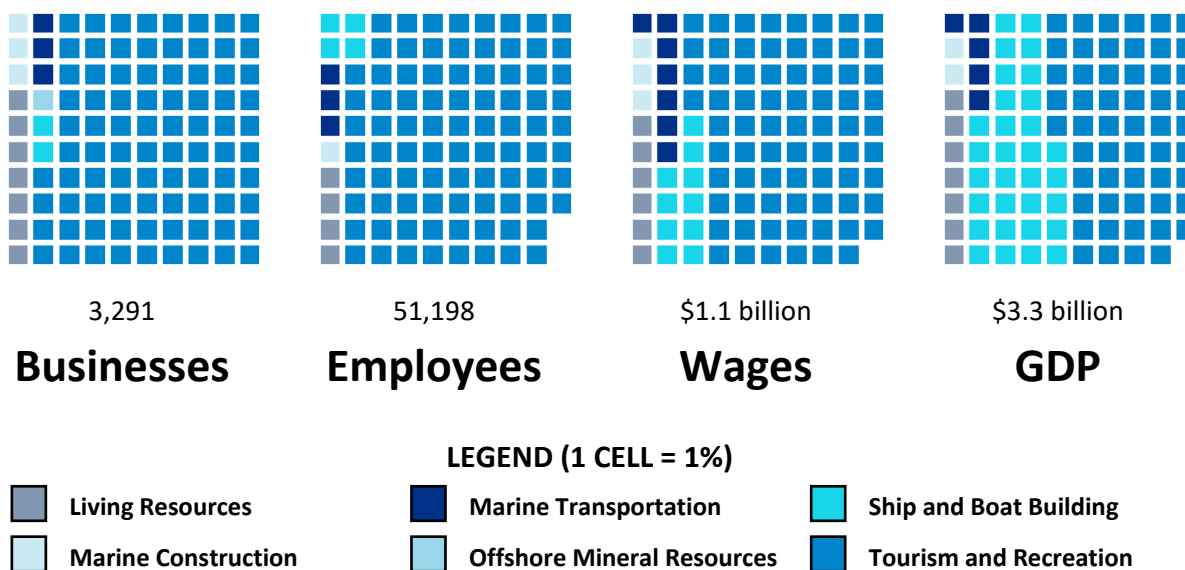 3,291 51,198 $1.1 billion $3.3 billion
Businesses Employees Wages GDP
LEGEND (1 CELL = 1%)
Living Resources Marine Transportation Ship and Boat Building
Marine Construction Offshore Mineral Resources Tourism and Recreation